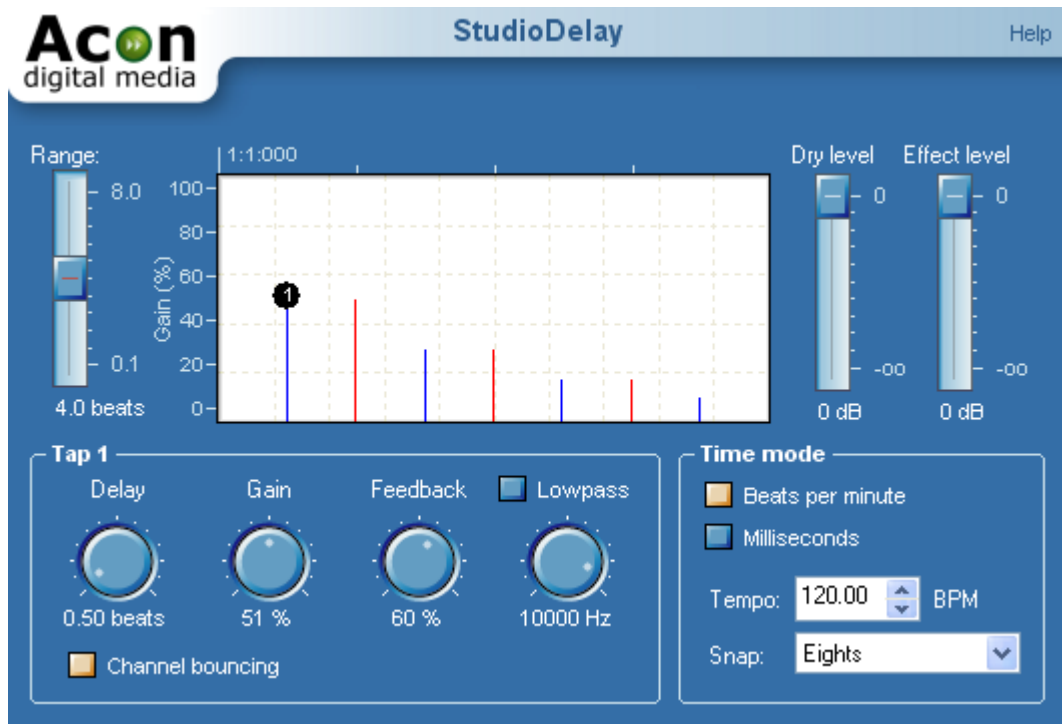 Acon
digital media
StudioDelay
Help
Range:
8.0
0.1
4.0 beats
1:1:000
Gain (%)
100
80
60
40
20
0
1
Dry level
0
-oo
0 dB
Effect level
0
-oo
0 dB
Tap 1
Delay
Gain
Feedback
Lowpass
0.50 beats
51 %
60 %
10000 Hz
Channel bouncing
Time mode
Beats per minute
Milliseconds
Tempo: 120.00 BPM
Snap: Eights